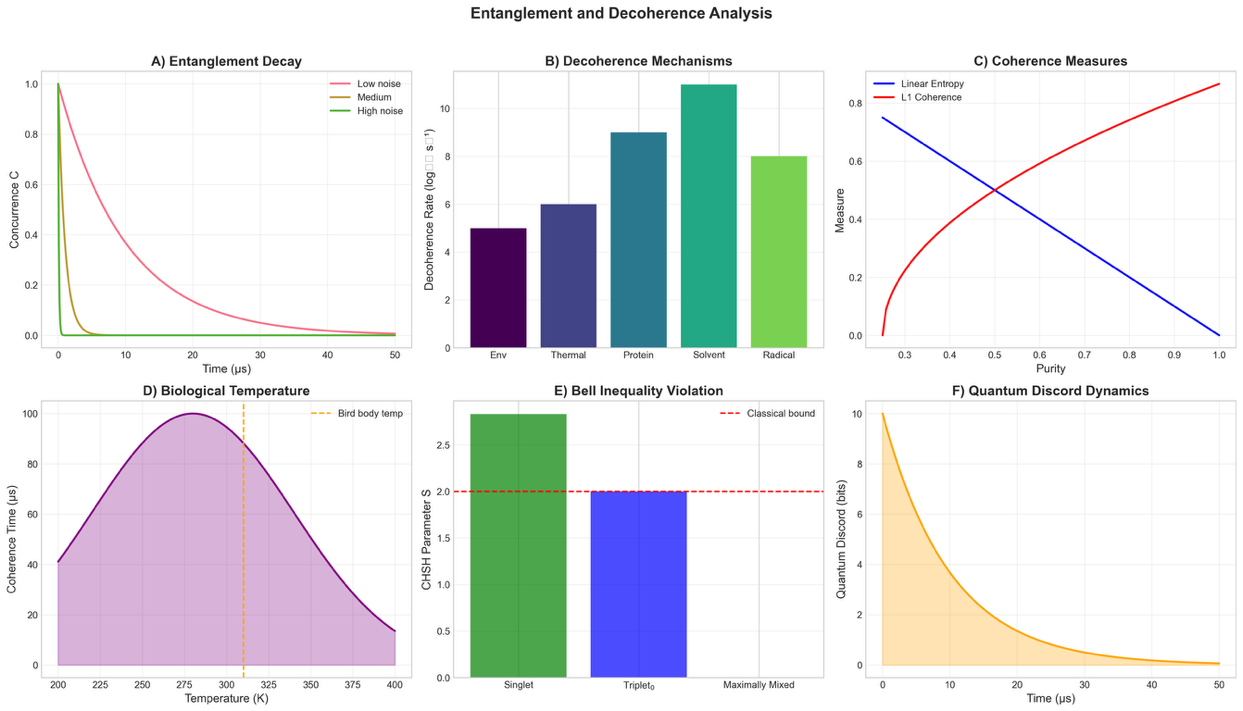 Entanglement and Decoherence Analysis
A) Entanglement Decay
Low noise
Medium
High noise
Concurrence C
1.0
0.8
0.6
0.4
0.2
0.0
0 10 20 30 40 50
Time (μs)
B) Decoherence Mechanisms
Decoherence Rate (log□□ s□¹)
10
8
6
4
2
0
Env Thermal Protein Solvent Radical
C) Coherence Measures
Linear Entropy
L1 Coherence
Measure
0.8
0.6
0.4
0.2
0.0
0.3 0.4 0.5 0.6 0.7 0.8 0.9 1.0
Purity
D) Biological Temperature
Bird body temp
Coherence Time (μs)
100
80
60
40
20
0
200 225 250 275 300 325 350 375 400
Temperature (K)
E) Bell Inequality Violation
Classical bound
CHSH Parameter S
2.5
2.0
1.5
1.0
0.5
0.0
Singlet Triplet₀ Maximally Mixed
F) Quantum Discord Dynamics
Quantum Discord (bits)
10
8
6
4
2
0
0 10 20 30 40 50
Time (μs)